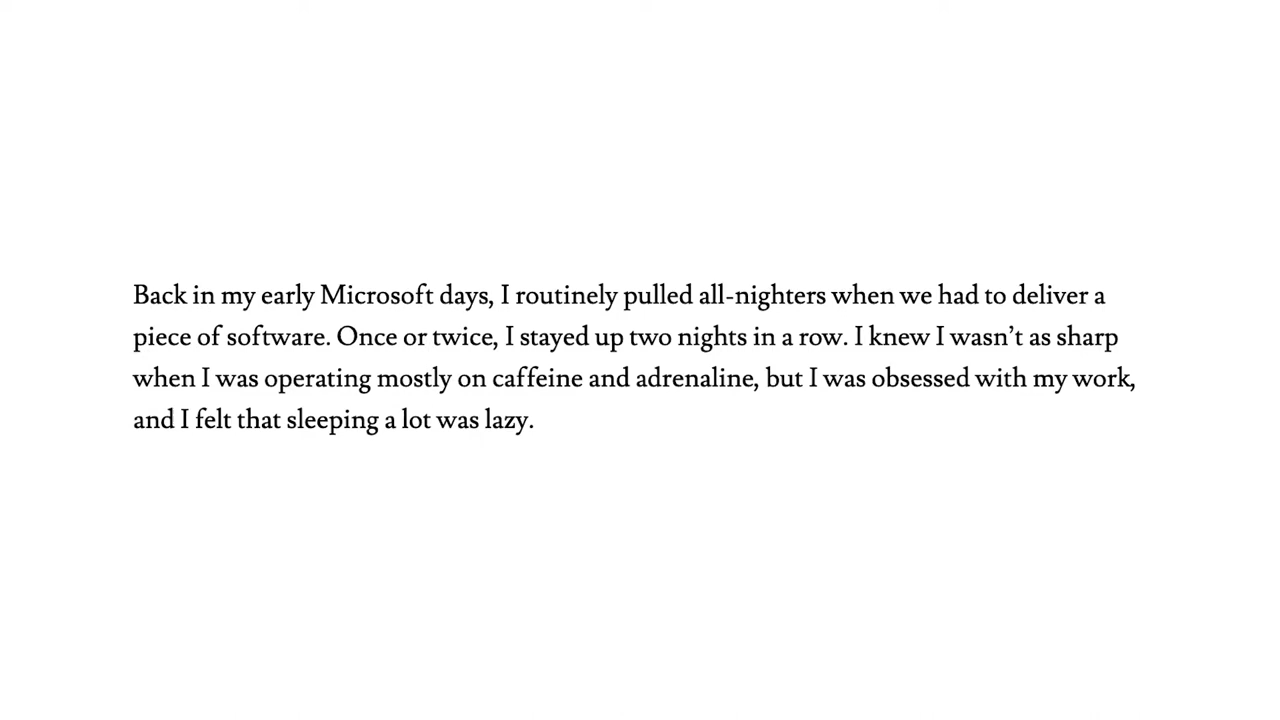 Back in my early Microsoft days, I routinely pulled all-nighters when we had to deliver a
piece of software. Once or twice, I stayed up two nights in a row. I knew I wasn’t as sharp
when I was operating mostly on caffeine and adrenaline, but I was obsessed with my work,
and I felt that sleeping a lot was lazy.